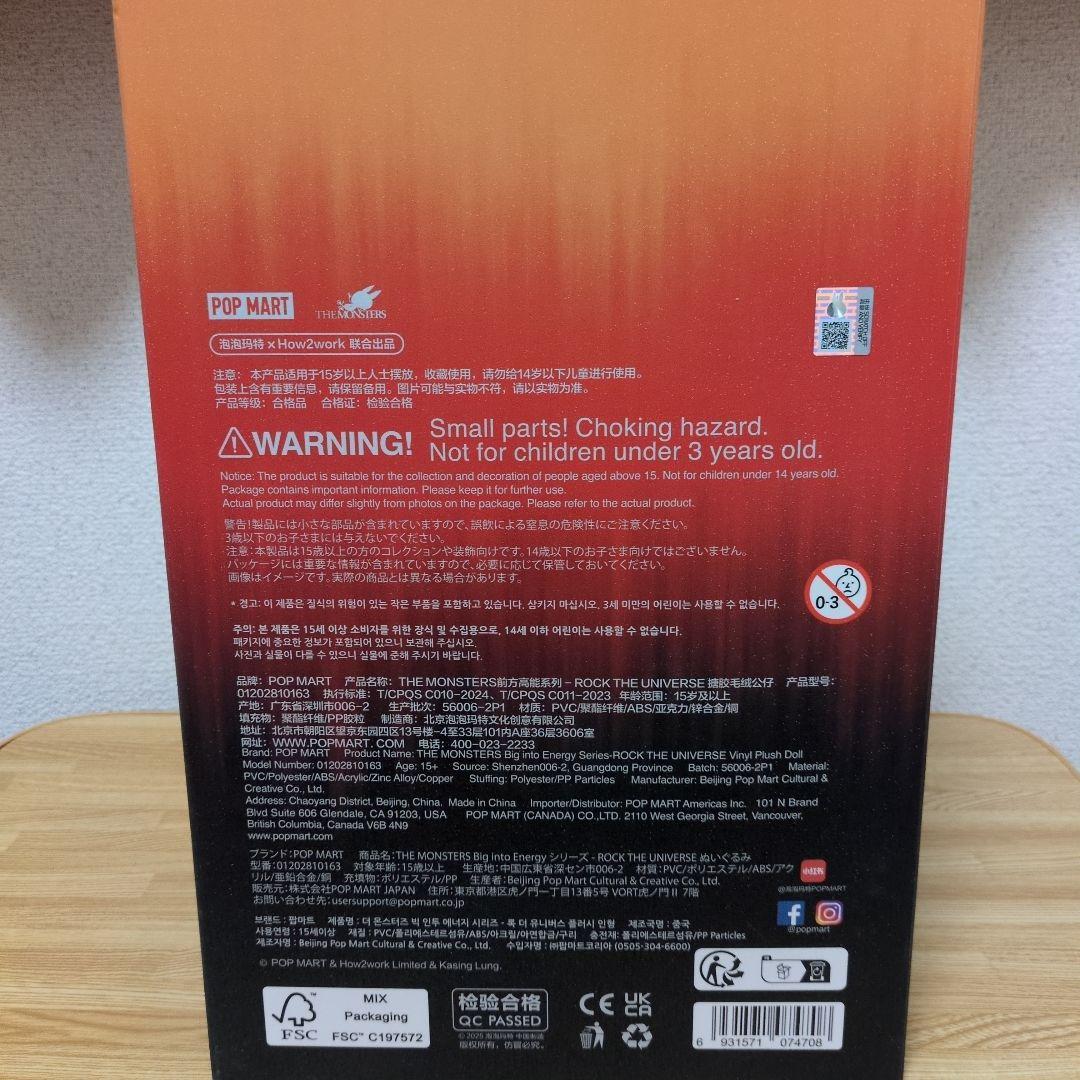 POP MART
THE MONSTERS
泡泡玛特 × How2work 联合出品
注意： 本产品适用于15岁以上人士摆放，收藏使用，请勿给14岁以下儿童进行使用。
包装上含有重要信息，请保留备用。图片可能与实物不符，请以实物为准。
产品等级：合格品 合格证：检验合格
WARNING! Small parts! Choking hazard.
Not for children under 3 years old.
Notice: The product is suitable for the collection and decoration of people aged above 15. Not for children under 14 years old.
Package contains important information. Please keep it for further use.
Actual product may differ slightly from photos on the package. Please refer to the actual product.
警告！製品には小さな部品が含まれていますので、誤飲による窒息の危険性にご注意ください。
3歳以下のお子さまには与えないでください。
注意：本製品は15歳以上の方のコレクションや装飾向けです。14歳以下のお子さま向けではございません。
パッケージには重要な情報が含まれていますので、必要に応じて保管しておいてください。
画像はイメージです。実際の商品とは異なる場合があります。
0-3
* 경고: 이 제품은 질식의 위험이 있는 작은 부품을 포함하고 있습니다. 삼키지 마십시오. 3세 미만의 어린이는 사용할 수 없습니다.
주의: 본 제품은 15세 이상 소비자를 위한 장식 및 수집용으로, 14세 이하 어린이는 사용할 수 없습니다.
패키지에 중요한 정보가 포함되어 있으니 보관해 주십시오.
사진과 실물이 다를 수 있으니 실물에 준해 주시기 바랍니다.
品牌： POP MART 产品名称： THE MONSTERS前方高能系列 – ROCK THE UNIVERSE 搪胶毛绒公仔 产品型号：
01202810163 执行标准： T/CPQS C010-2024、T/CPQS C011-2023 年龄范围：15岁及以上
产地：广东省深圳市006-2 生产批次：56006-2P1 材质：PVC/聚酯纤维/ABS/亚克力/锌合金/铜
填充物：聚酯纤维/PP胶粒 制造商：北京泡泡玛特文化创意有限公司
地址：北京市朝阳区望京东园四区13号楼-4至33层101内A座36层3606室
网址：WWW.POPMART.COM 电话：400-023-2233
Brand: POP MART Product Name: THE MONSTERS Big into Energy Series-ROCK THE UNIVERSE Vinyl Plush Doll
Model Number: 01202810163 Age: 15+ Source: Shenzhen006-2, Guangdong Province Batch: 56006-2P1 Material:
PVC/Polyester/ABS/Acrylic/Zinc Alloy/Copper Stuffing: Polyester/PP Particles Manufacturer: Beijing Pop Mart Cultural &
Creative Co., Ltd.
Address: Chaoyang District, Beijing, China. Made in China Importer/Distributor: POP MART Americas Inc. 101 N Brand
Blvd Suite 606 Glendale, CA 91203, USA POP MART (CANADA) CO.,LTD. 2110 West Georgia Street, Vancouver,
British Columbia, Canada V6B 4N9
www.popmart.com
ブランド：POP MART 商品名：THE MONSTERS Big into Energy シリーズ - ROCK THE UNIVERSE ぬいぐるみ
型番：01202810163 対象年齢：15歳以上 生産地：中国広東省深セン市006-2 材質：PVC/ポリエステル/ABS/アク
リル/亜鉛合金/銅 充填物：ポリエステル/PP 生産者：Beijing Pop Mart Cultural & Creative Co., Ltd.
販売元：株式会社POP MART JAPAN 住所：東京都港区虎ノ門一丁目13番5号 VORT虎ノ門 II 7階
お問い合わせ先：usersupport@popmart.co.jp
小红书
@泡泡玛特POPMART
@popmart
브랜드 : 팝마트 제품명 : 더 몬스터즈 빅 인투 에너지 시리즈 - 록 더 유니버스 플러시 인형 제조국명 : 중국
사용연령 : 15세이상 재질 : PVC/폴리에스테르섬유/ABS/아크릴/아연합금/구리 충전재 : 폴리에스테르섬유/PP Particles
제조자명 : Beijing Pop Mart Cultural & Creative Co., Ltd. 수입자명 : ㈜팝마트코리아 (0505-304-6600)
© POP MART & How2work Limited & Kasing Lung.
FSC
MIX
Packaging
FSC™ C197572
检验合格
QC PASSED
© 2025 泡泡玛特 中国制造
版权所有，仿冒必究。
CE UK
CA
6 931571 074708